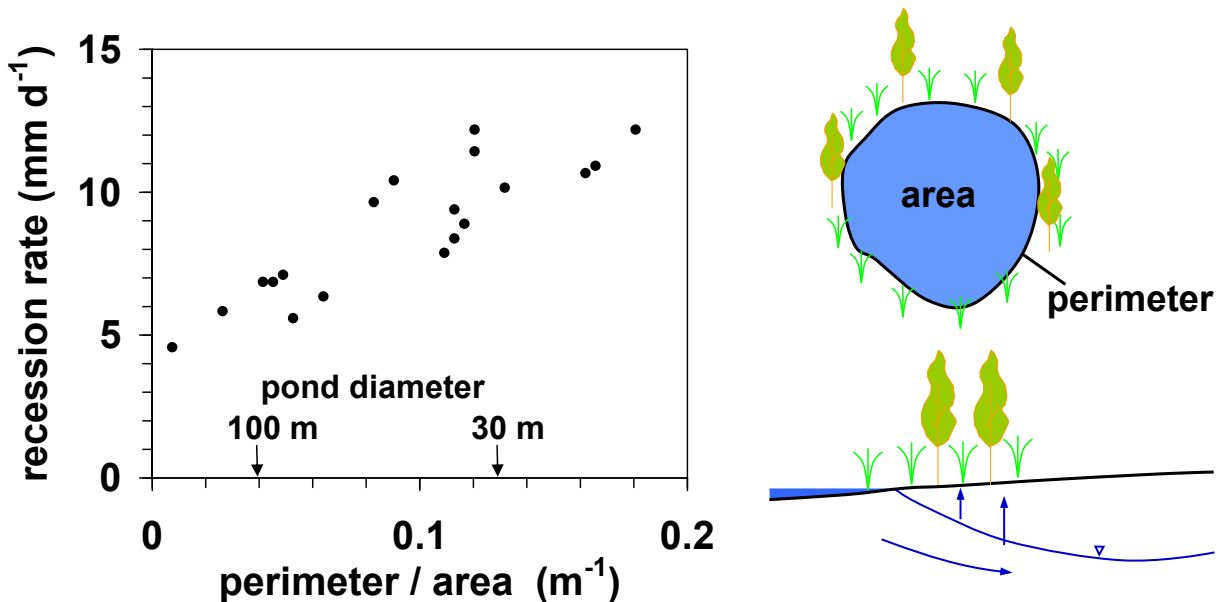 recession rate (mm d⁻¹)
15
10
5
0
pond diameter
100 m
30 m
0
0.1
0.2
perimeter / area (m⁻¹)
area
perimeter